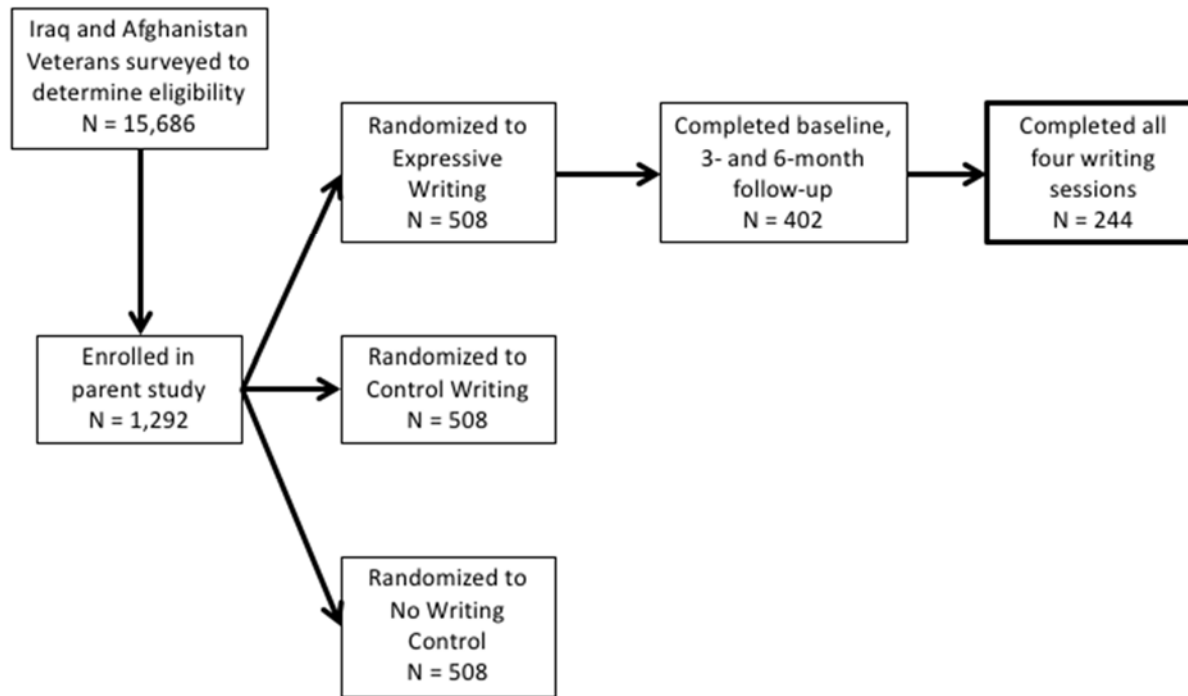 Iraq and Afghanistan
Veterans surveyed to
determine eligibility
N = 15,686
Enrolled in
parent study
N = 1,292
Randomized to
Expressive
Writing
N = 508
Completed baseline,
3- and 6-month
follow-up
N = 402
Completed all
four writing
sessions
N = 244
Randomized to
Control Writing
N = 508
Randomized to
No Writing
Control
N = 508